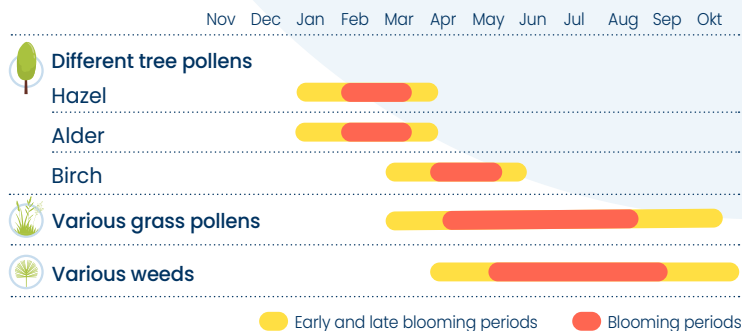 Nov Dec Jan Feb Mar Apr May Jun Jul Aug Sep Okt
Different tree pollens
Hazel
Alder
Birch
Various grass pollens
Various weeds
Early and late blooming periods Blooming periods